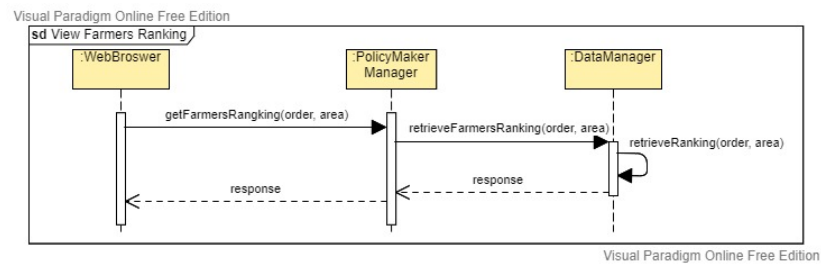 Visual Paradigm Online Free Edition
sd View Farmers Ranking
:WebBroswer
:PolicyMaker
Manager
:DataManager
getFarmersRangking(order, area)
retrieveFarmersRanking(order, area)
retrieveRanking(order, area)
response
response
Visual Paradigm Online Free Edition